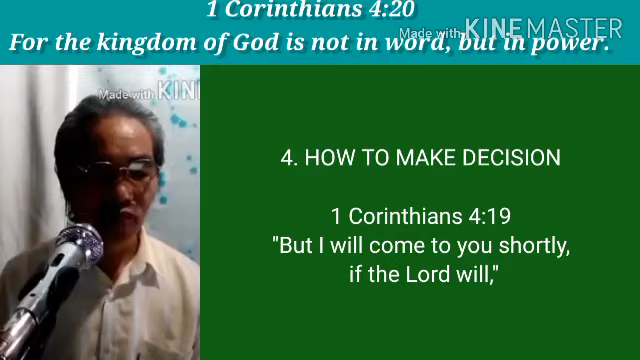 1 Corinthians 4:20
Made with KINEMASTER
For the kingdom of God is not in word, but in power.
Made with KIN
4. HOW TO MAKE DECISION
1 Corinthians 4:19
"But I will come to you shortly,
if the Lord will,"